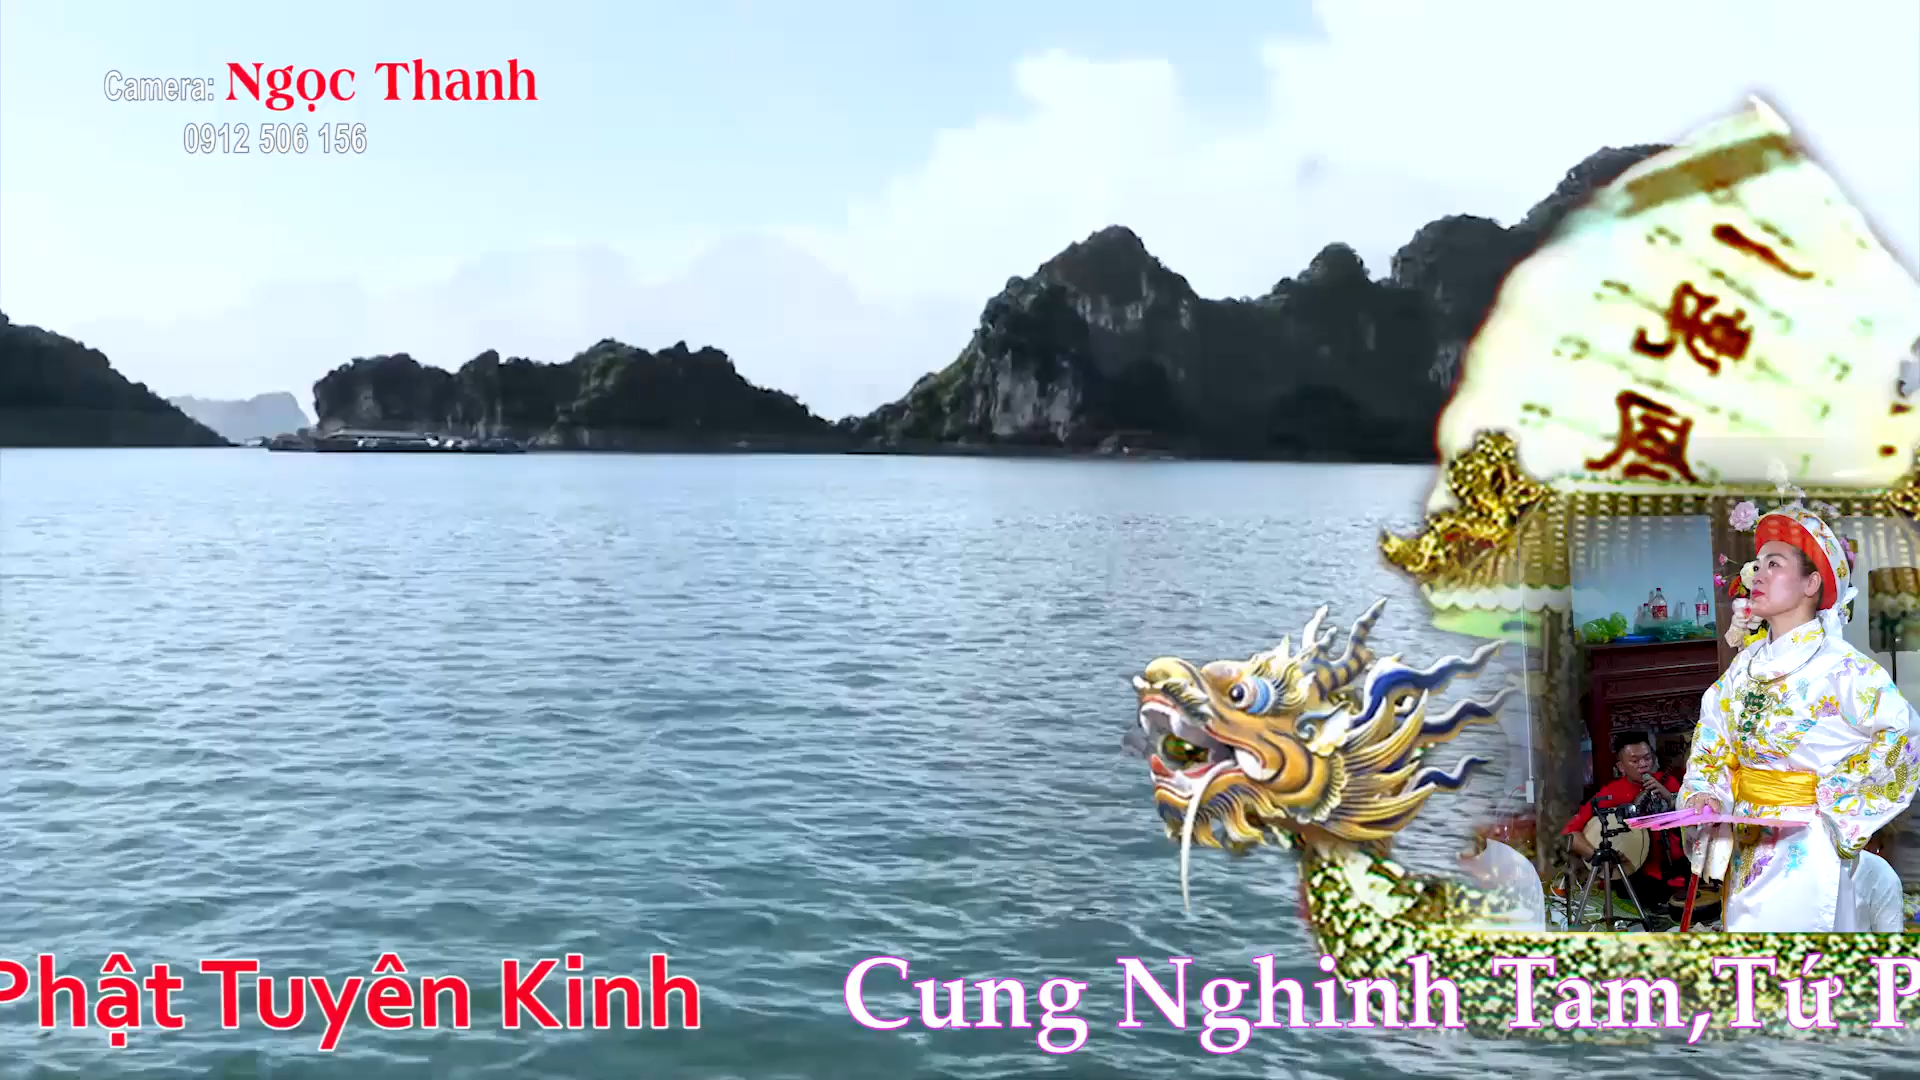 Camera: Ngọc Thanh
0912 506 156
Phật Tuyên Kinh
Cung Nghinh Tam,Tứ P